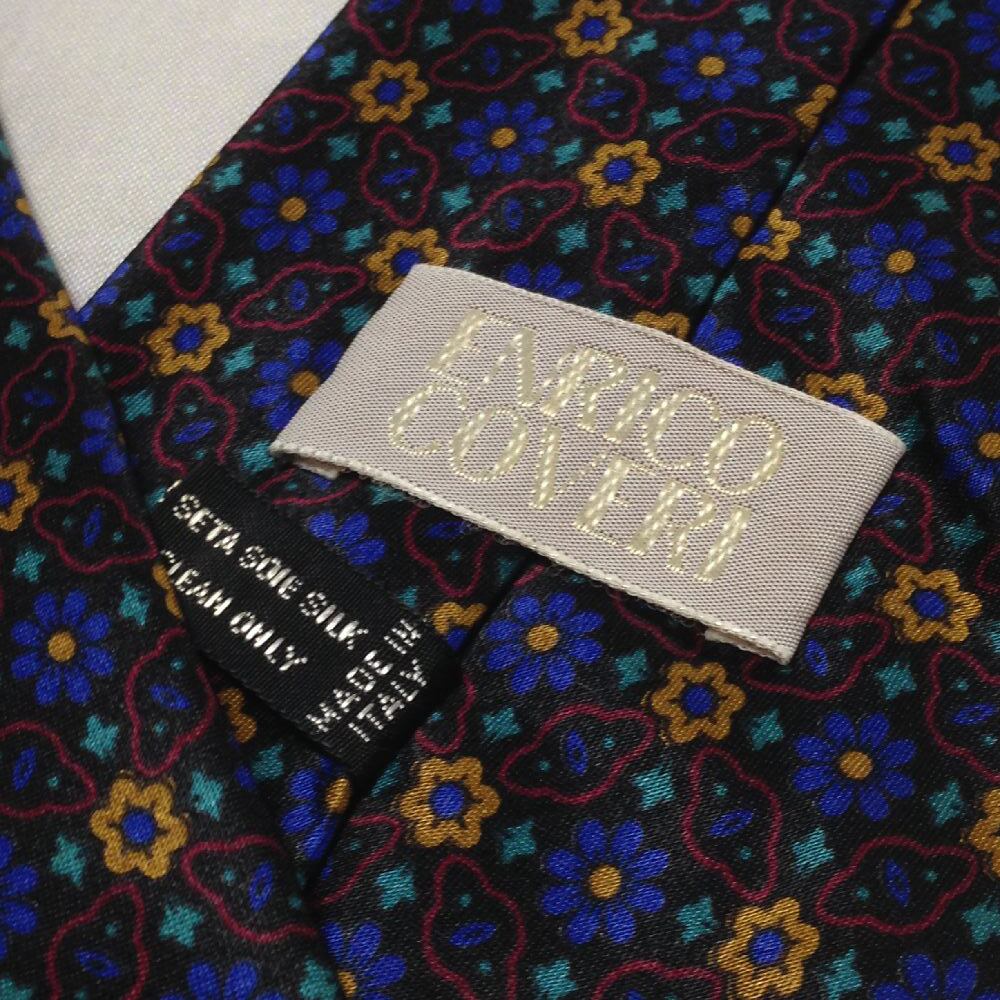 ENRICO
COVERI
SETA SOIE SILK
CLEAN ONLY
MADE IN
ITALY